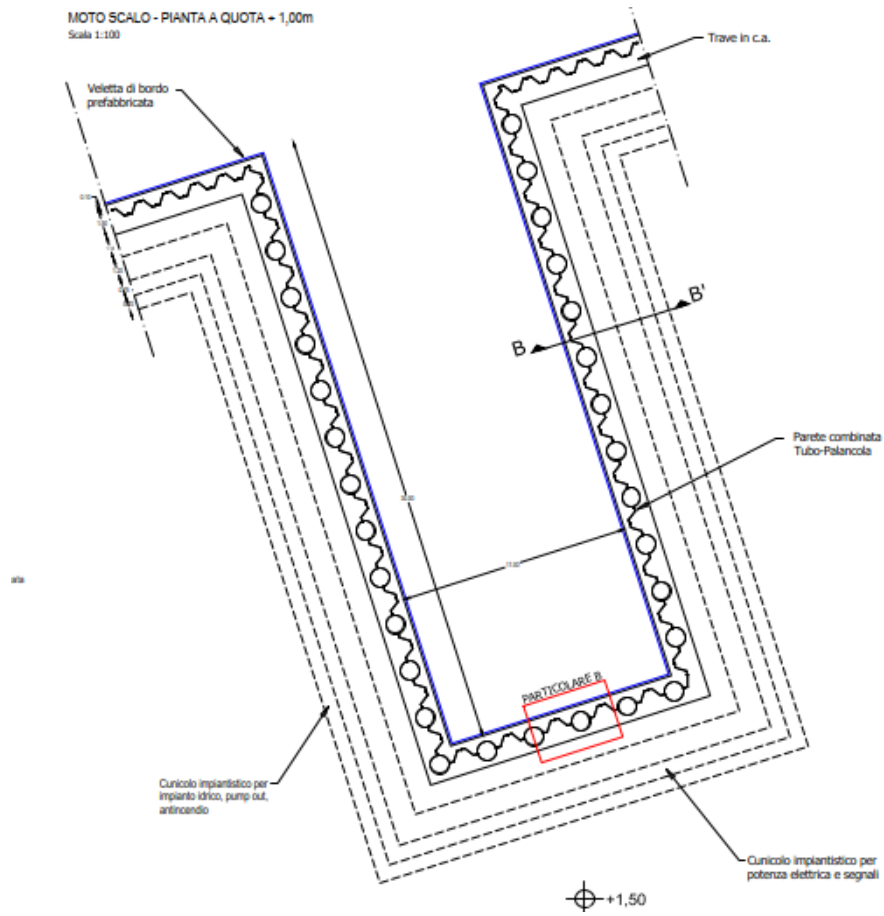 MOTO SCALO - PIANTA A QUOTA + 1,00m
Scala 1:100
Trave in c.a.
Veletta di bordo
prefabbricata
B
B'
Parete combinata
Tubo-Palancola
PARTICOLARE B
Cunicolo impiantistico per
impianto idrico, pump out,
antincendio
Cunicolo impiantistico per
potenza elettrica e segnali
+1,50